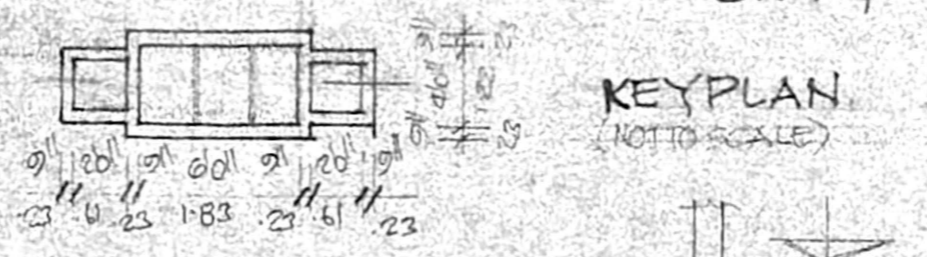 KEYPLAN
(NOT TO SCALE)
9" 2'0" 9" 6'0" 9" 2'0" 9"
.23 .61 .23 1.83 .23 .61 .23